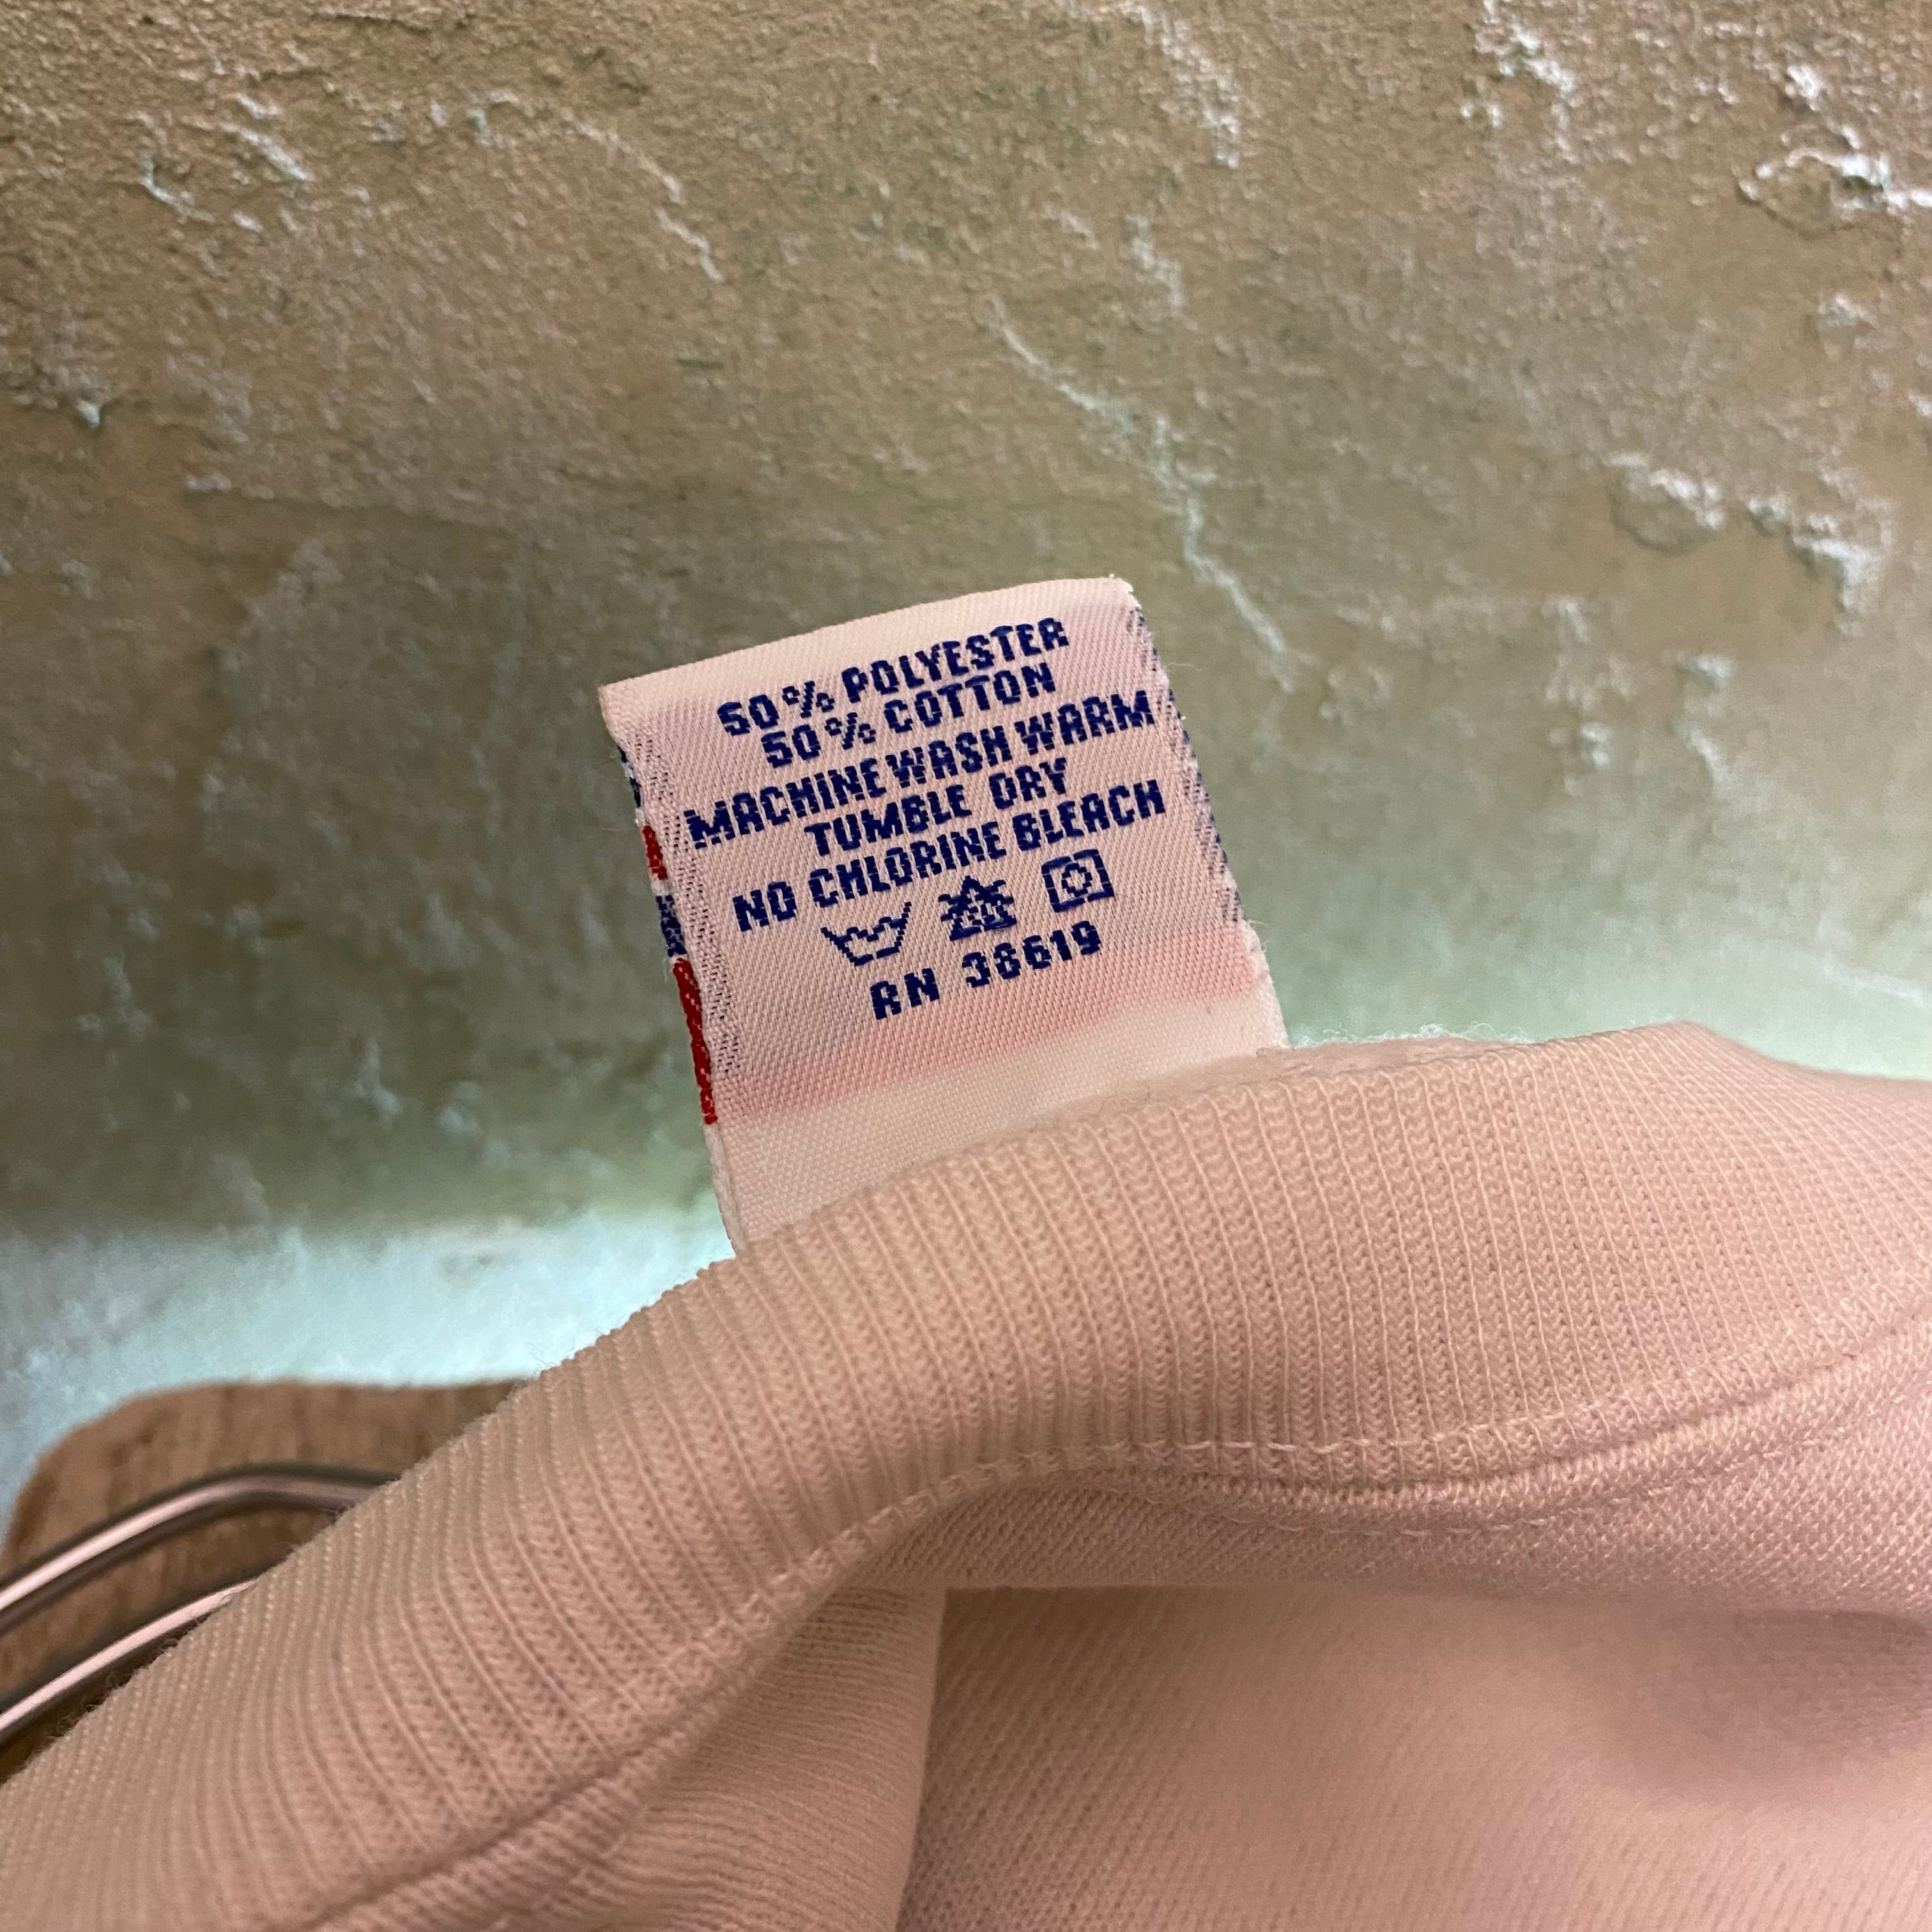 50% POLYESTER
50% COTTON
MACHINE WASH WARM
TUMBLE DRY
NO CHLORINE BLEACH
RN 36619